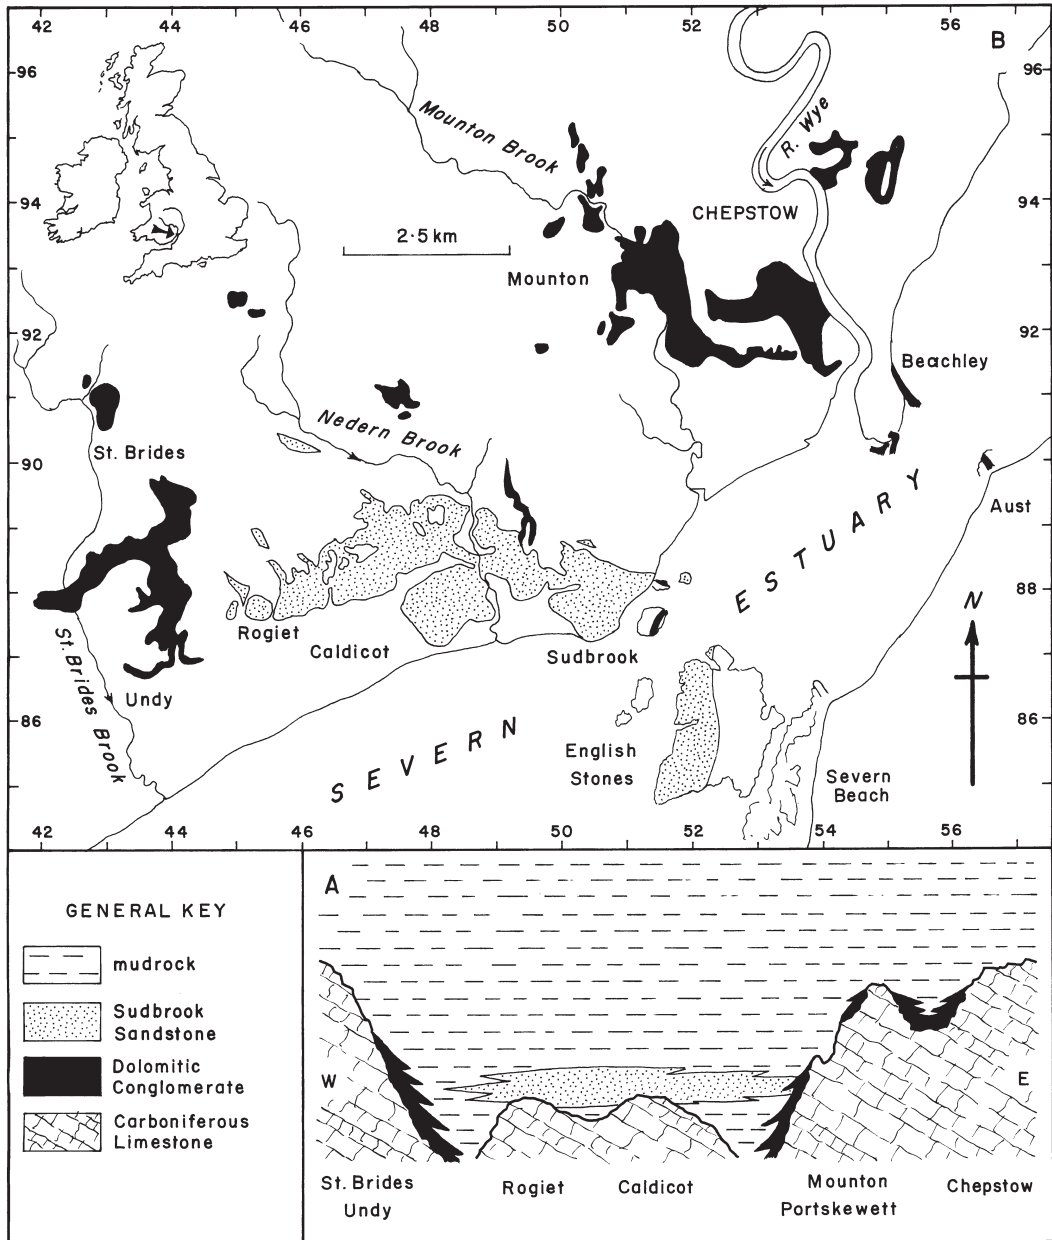 42 44 46 48 50 52 54 56
B
96 96
Mounton Brook
R. Wye
94 94
CHEPSTOW
2·5 km
Mounton
92 92
Beachley
Nedern Brook
St. Brides
90
Aust
ESTUARY
88 88
N
Rogiet
Caldicot
Sudbrook
St. Brides Brook
Undy
86 86
SEVERN
English
Stones
Severn
Beach
42 44 46 48 50 52 54 56
GENERAL KEY
mudrock
Sudbrook
Sandstone
Dolomitic
Conglomerate
Carboniferous
Limestone
A
W E
St. Brides
Undy
Rogiet
Caldicot
Mounton
Portskewett
Chepstow